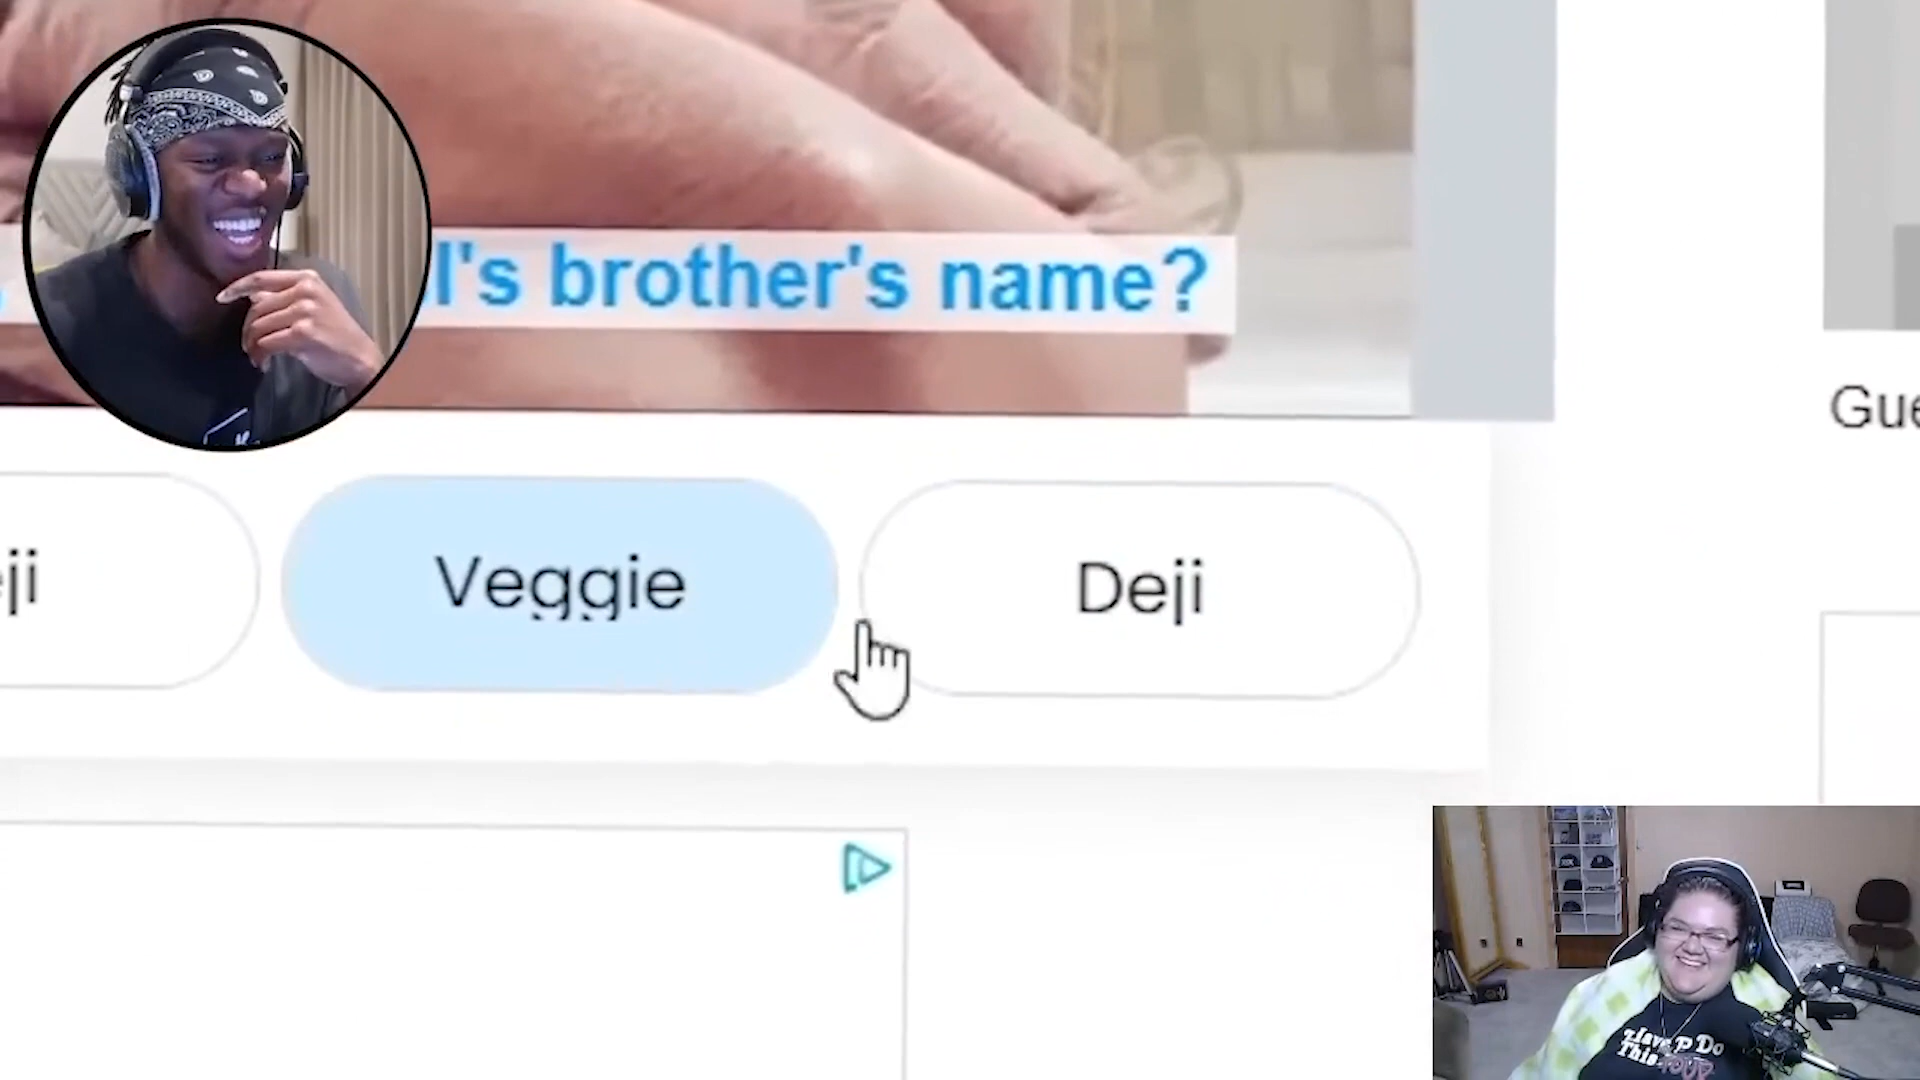 l's brother's name?
Gue
eji
Veggie
Deji
Have P Do
This